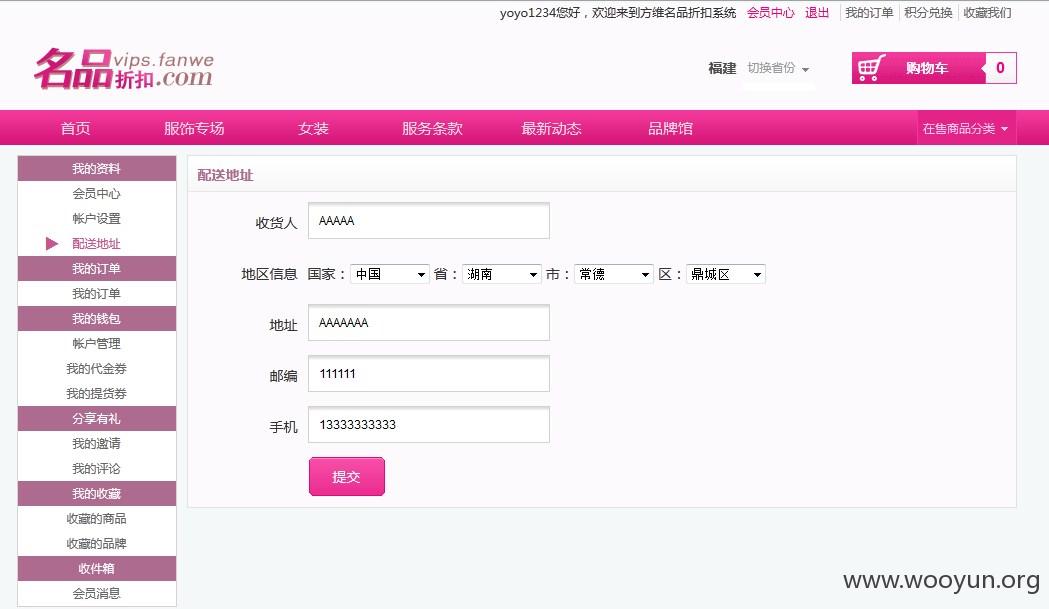 yoyo1234您好，欢迎来到方维名品折扣系统 会员中心 退出 我的订单 积分兑换 收藏我们
名品折扣 vips.fanwe.com
福建 切换省份
购物车 0
首页 服饰专场 女装 服务条款 最新动态 品牌馆 在售商品分类
我的资料
会员中心
帐户设置
配送地址
我的订单
我的订单
我的钱包
帐户管理
我的代金券
我的提货券
分享有礼
我的邀请
我的评论
我的收藏
收藏的商品
收藏的品牌
收件箱
会员消息
配送地址
收货人 AAAAA
地区信息 国家： 中国 省： 湖南 市： 常德 区： 鼎城区
地址 AAAAAAA
邮编 111111
手机 13333333333
提交
www.wooyun.org